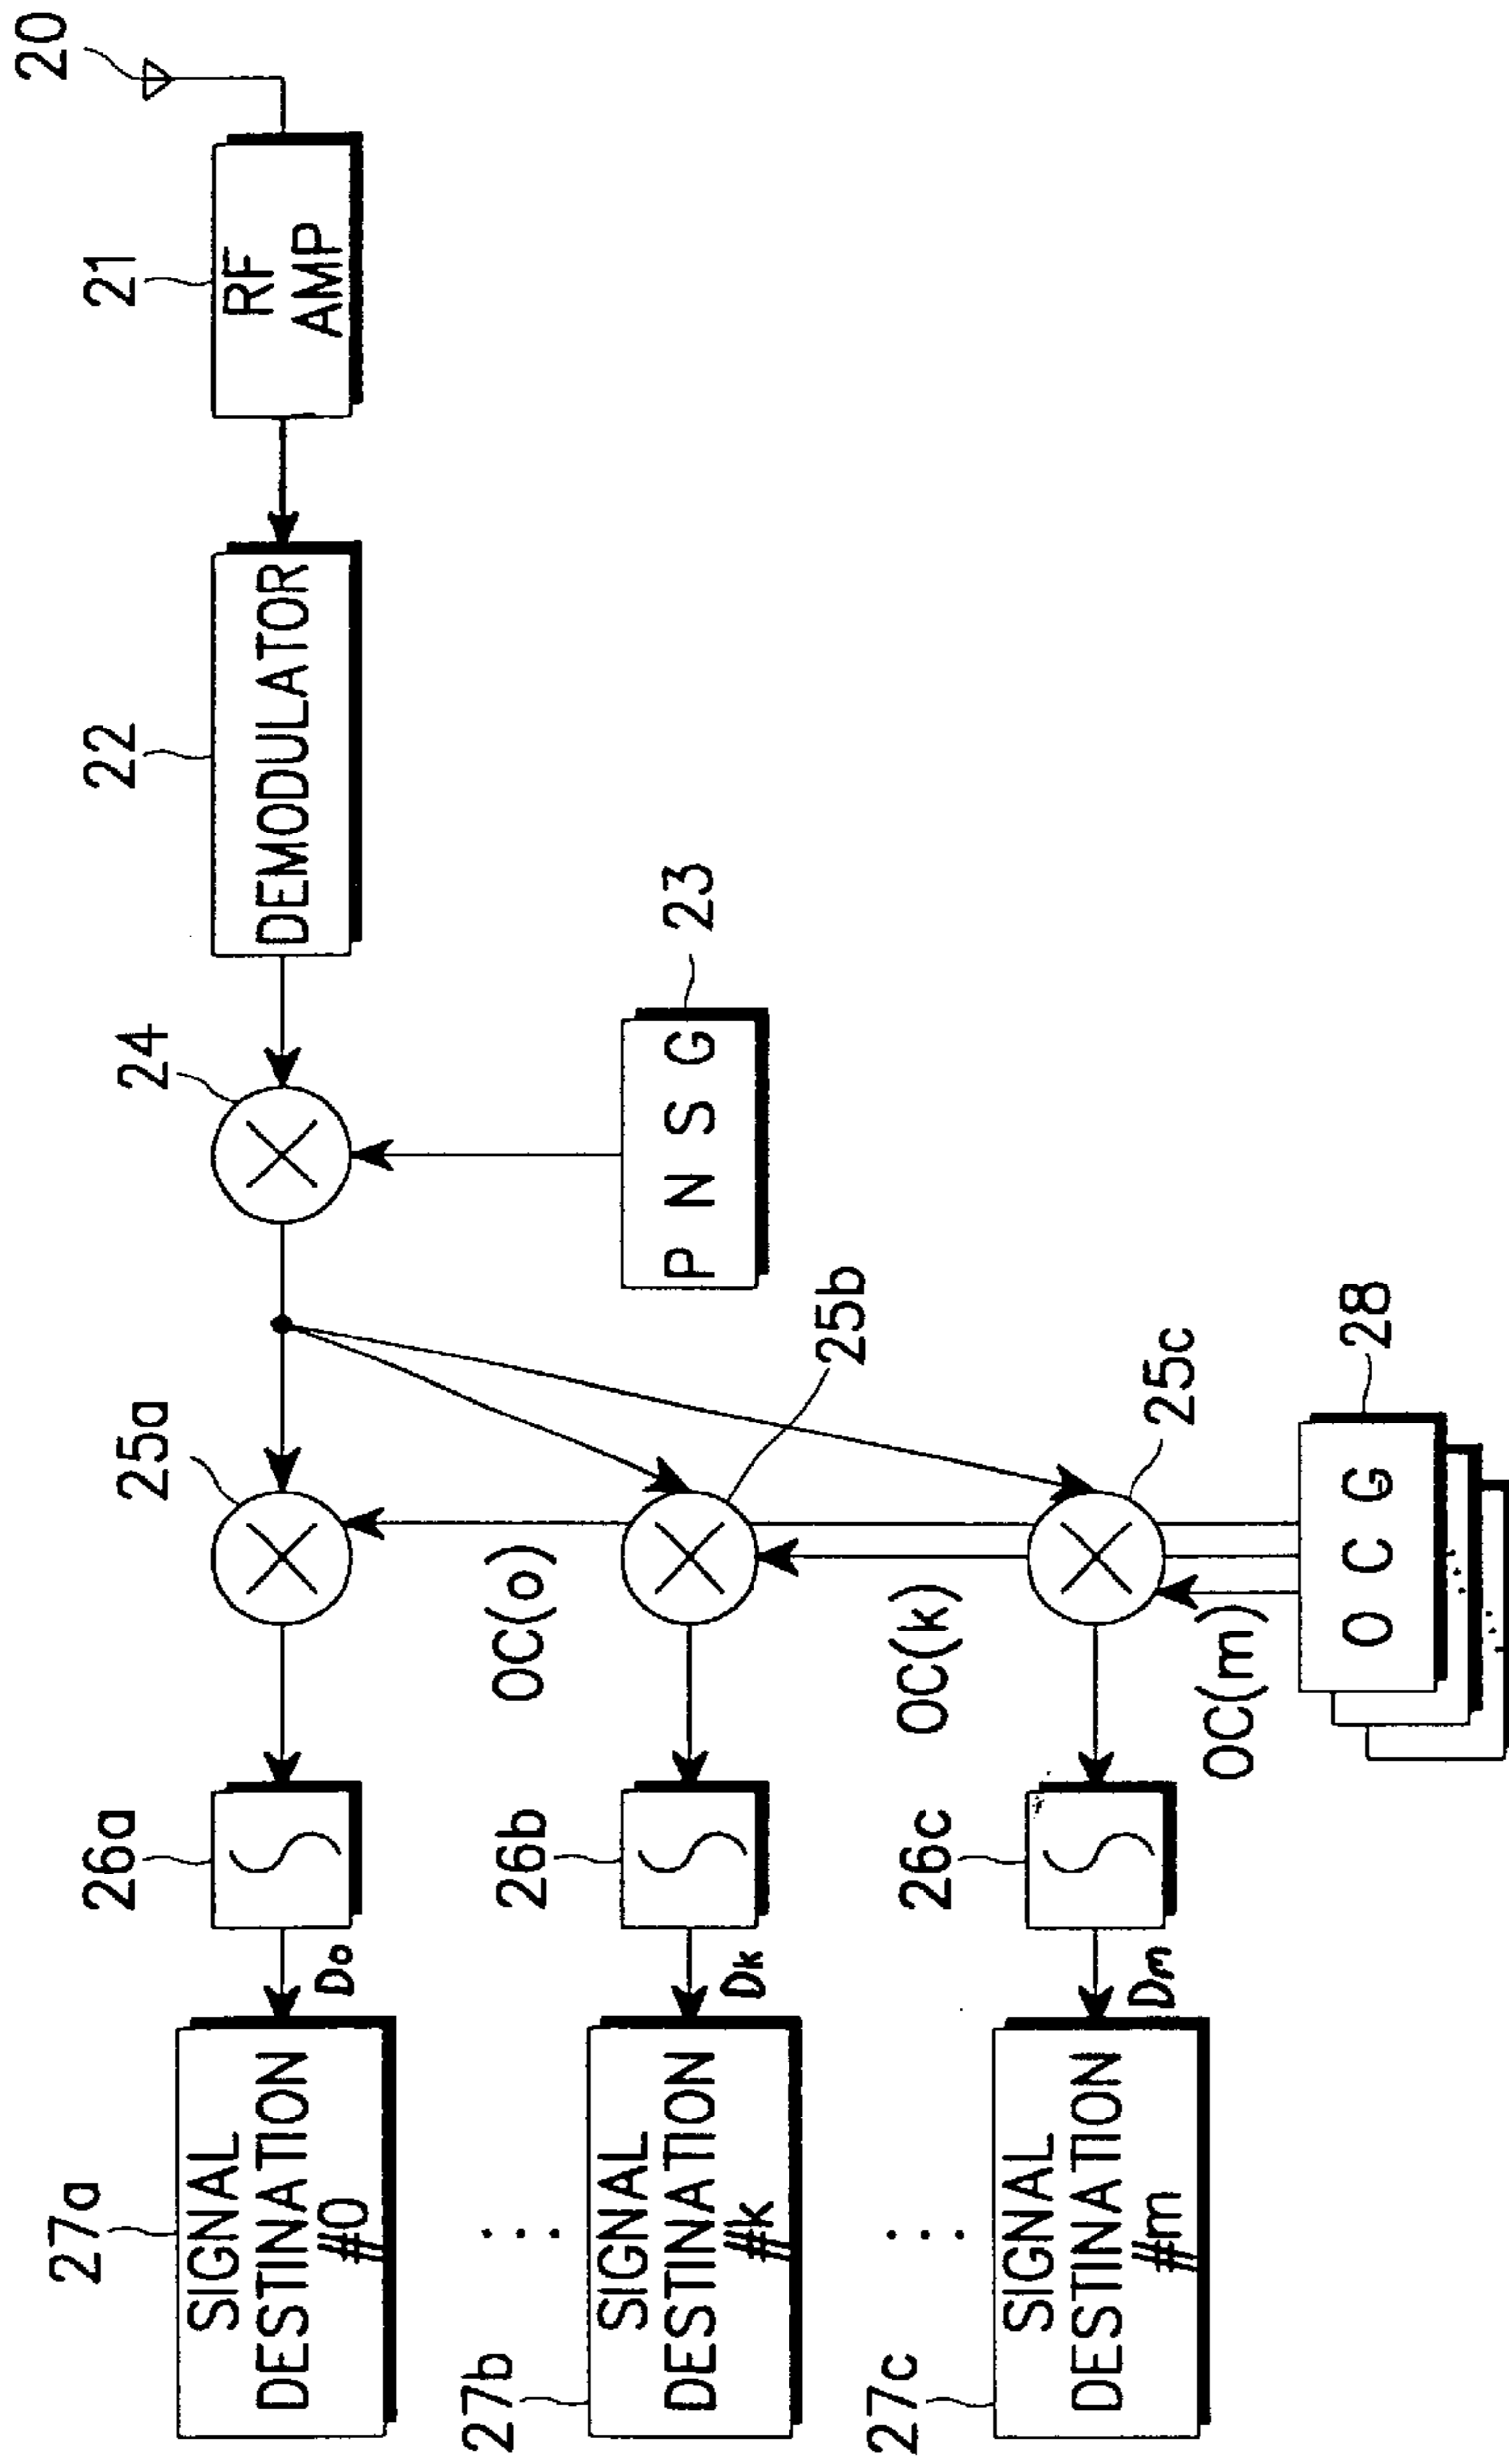 20
21
RF
AMP
22
DEMODULATOR
24
23
P N S G
25a
25b
25c
28
O C G
OC(o)
OC(k)
OC(m)
26a
26b
26c
Do
Dk
Dm
27a
SIGNAL
DESTINATION
#0
27b
SIGNAL
DESTINATION
#k
27c
SIGNAL
DESTINATION
#m